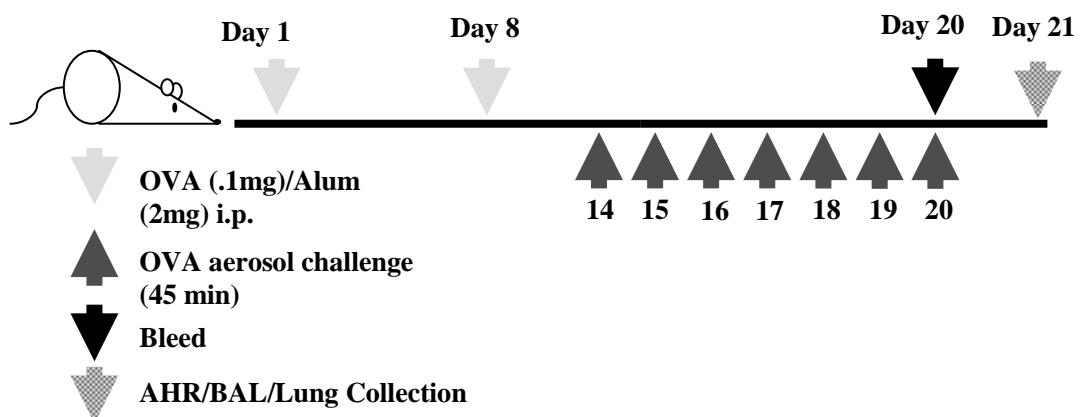 Day 1
Day 8
Day 20
Day 21
14
15
16
17
18
19
20
OVA (.1mg)/Alum
(2mg) i.p.
OVA aerosol challenge
(45 min)
Bleed
AHR/BAL/Lung Collection